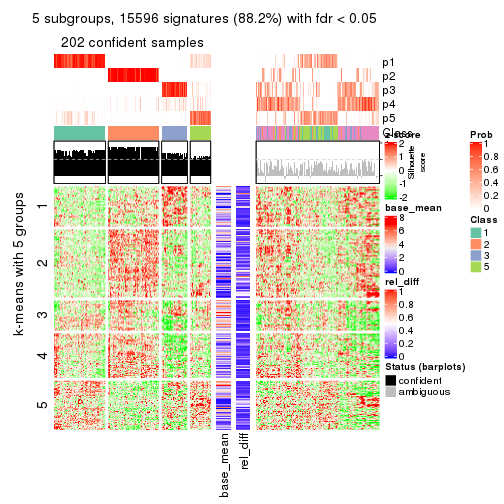 5 subgroups, 15596 signatures (88.2%) with fdr < 0.05
202 confident samples
p1
p2
p3
p4
p5
Class
z-score
2
1
0
-1
-2
Silhouette
score
Prob
1
0.8
0.6
0.4
0.2
0
base_mean
8
6
4
2
0
Class
1
2
3
5
rel_diff
1
0.8
0.6
0.4
0.2
0
Status (barplots)
confident
ambiguous
k-means with 5 groups
1
2
3
4
5
base_mean
rel_diff